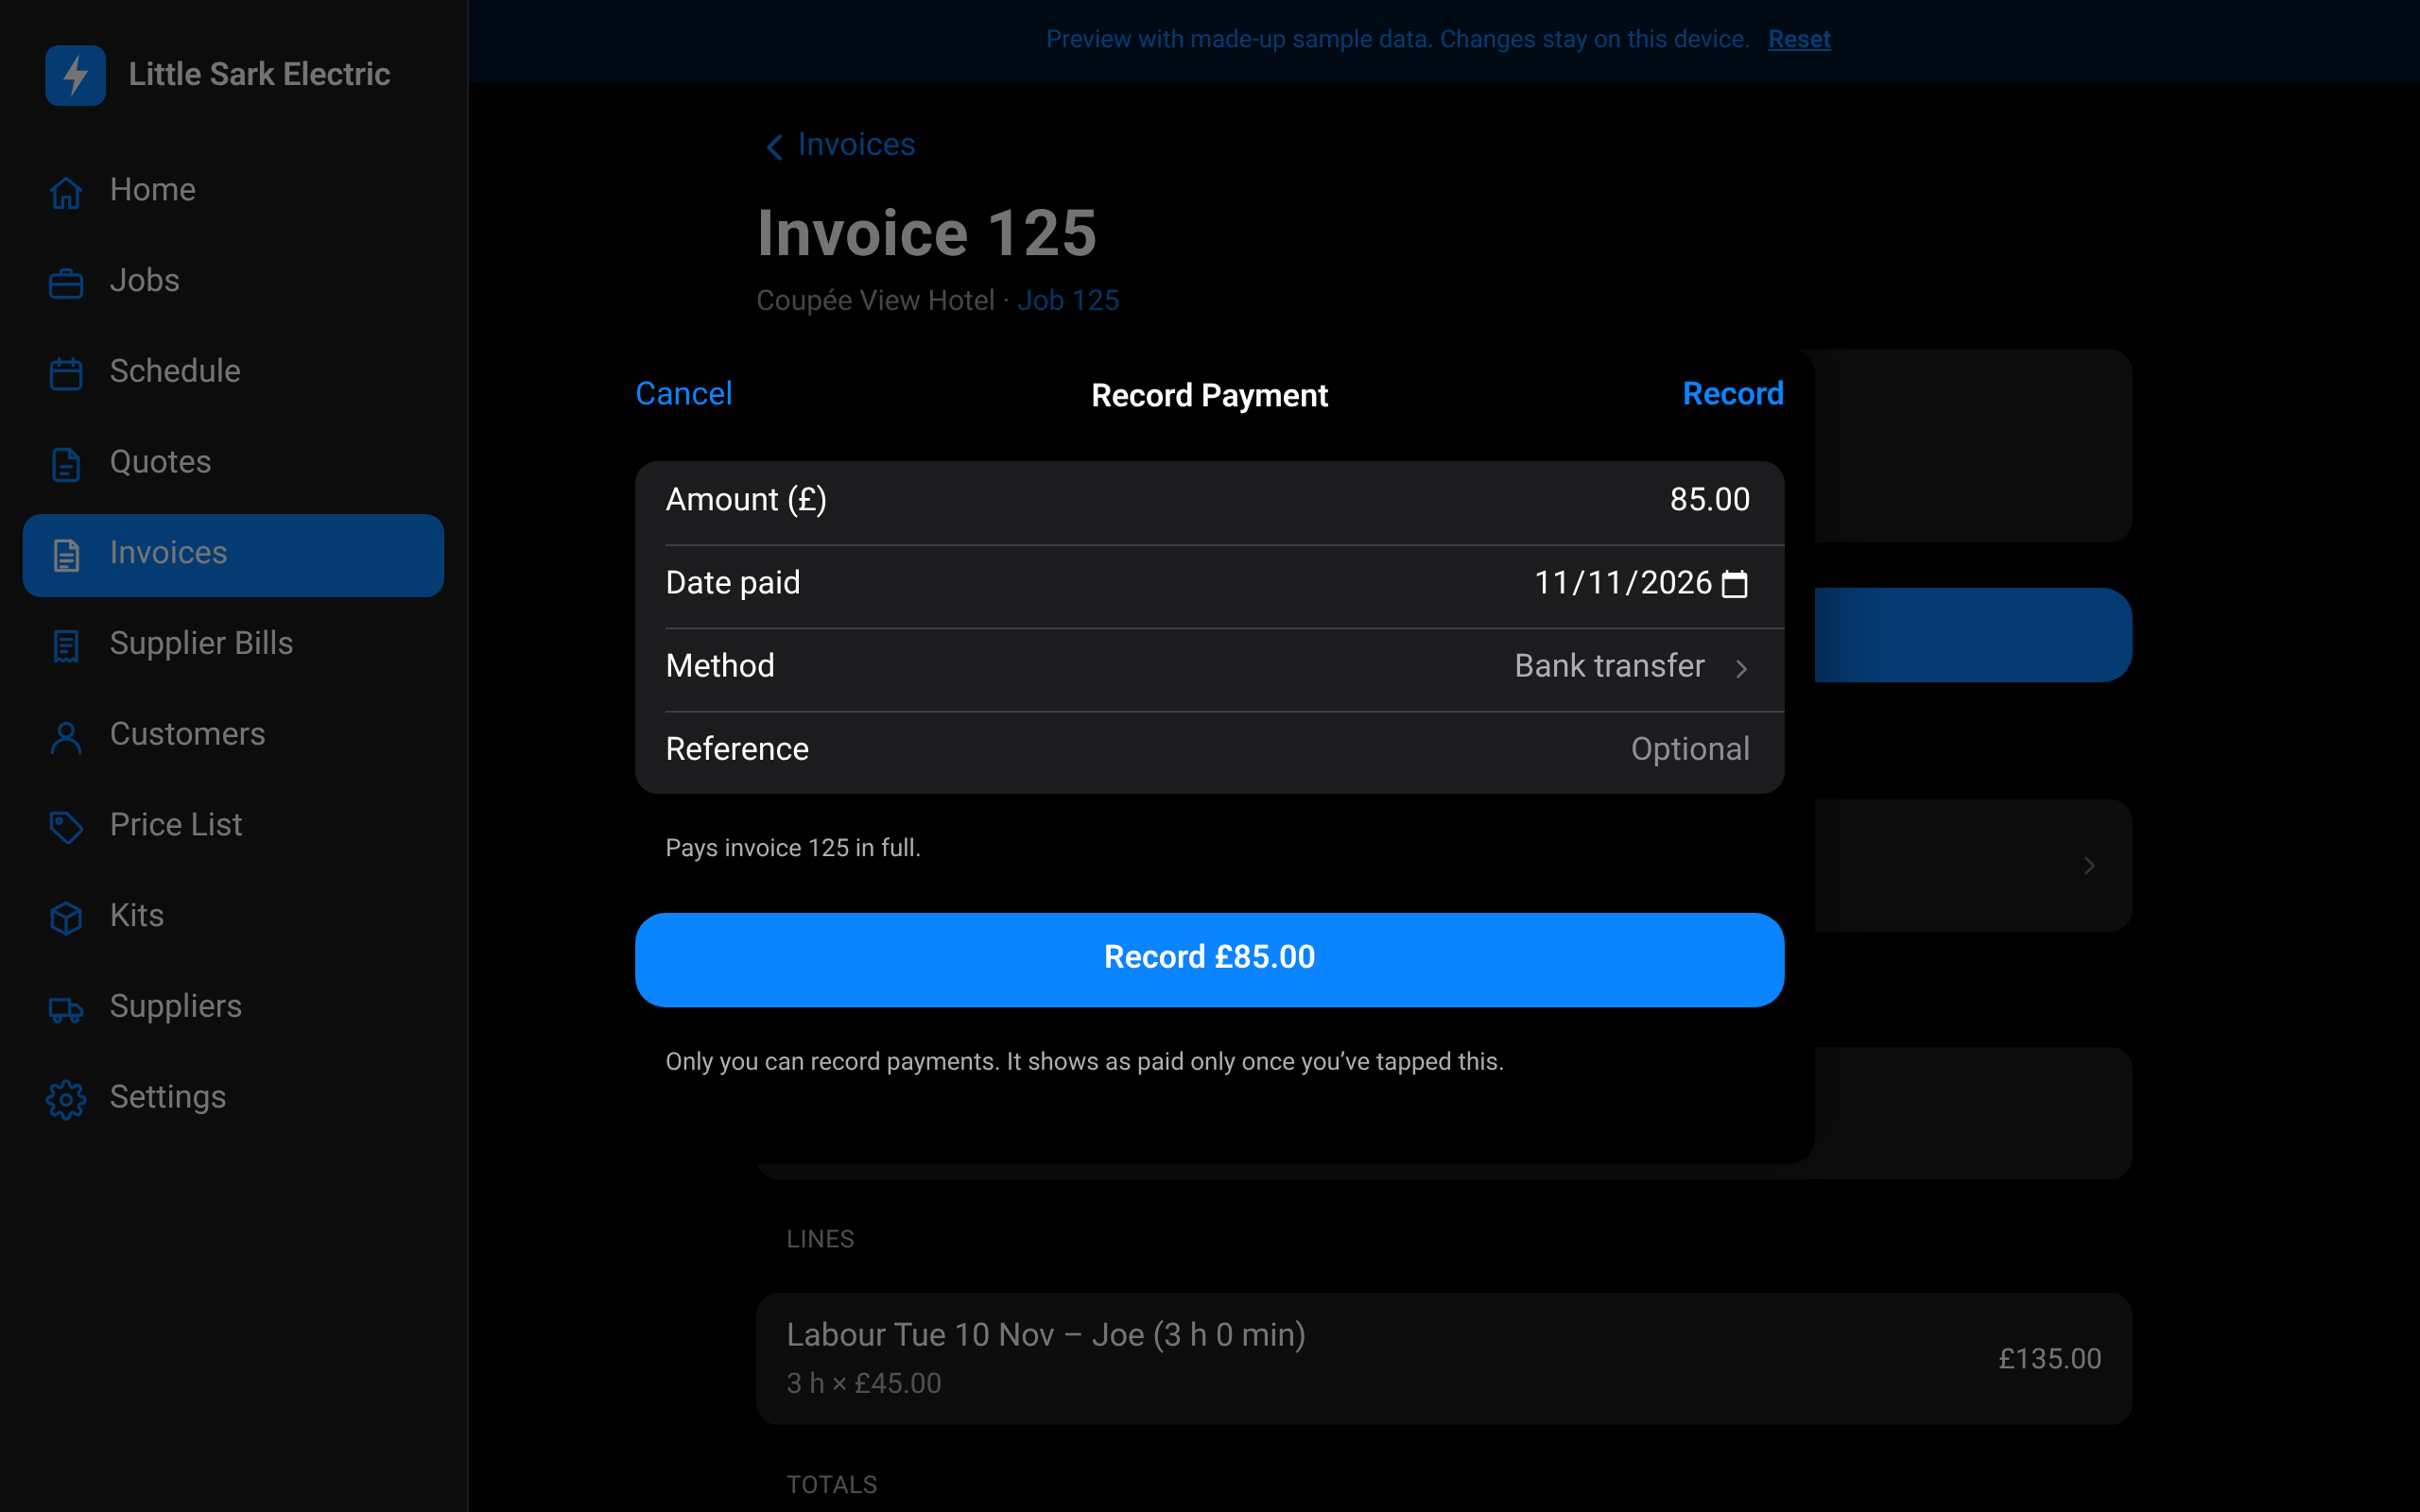 Little Sark Electric
Home
Jobs
Schedule
Quotes
Invoices
Supplier Bills
Customers
Price List
Kits
Suppliers
Settings
Preview with made-up sample data. Changes stay on this device. Reset
Invoices
Invoice 125
Coupée View Hotel · Job 125
Cancel Record Payment Record
Amount (£) 85.00
Date paid 11/11/2026
Method Bank transfer
Reference Optional
Pays invoice 125 in full.
Record £85.00
Only you can record payments. It shows as paid only once you’ve tapped this.
LINES
Labour Tue 10 Nov – Joe (3 h 0 min)
3 h × £45.00
£135.00
TOTALS